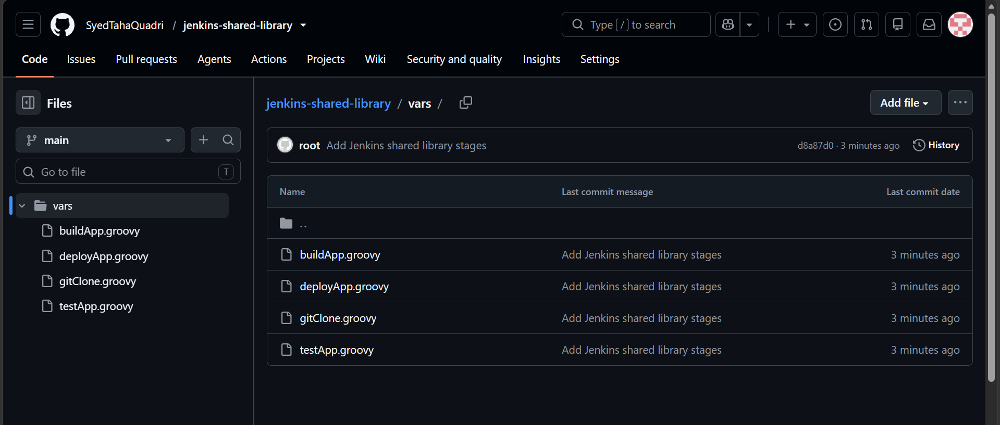 SyedTahaQuadri / jenkins-shared-library
Type / to search
Code Issues Pull requests Agents Actions Projects Wiki Security and quality Insights Settings
Files
main
Go to file T
vars
buildApp.groovy
deployApp.groovy
gitClone.groovy
testApp.groovy
jenkins-shared-library / vars /
Add file
root Add Jenkins shared library stages d8a87d0 · 3 minutes ago History
Name Last commit message Last commit date
..
buildApp.groovy Add Jenkins shared library stages 3 minutes ago
deployApp.groovy Add Jenkins shared library stages 3 minutes ago
gitClone.groovy Add Jenkins shared library stages 3 minutes ago
testApp.groovy Add Jenkins shared library stages 3 minutes ago